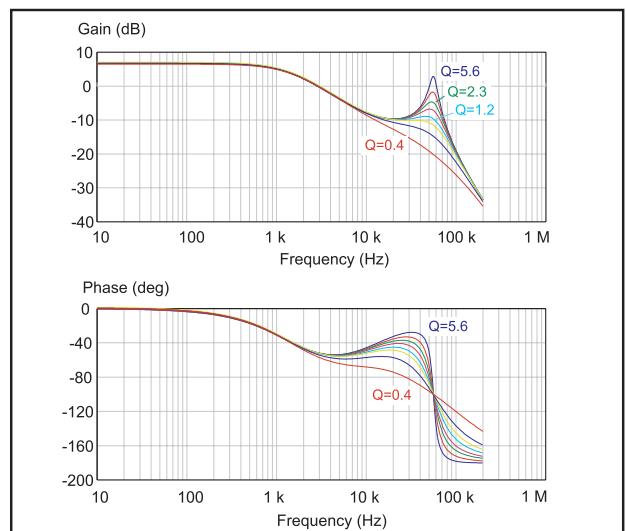 Gain (dB)
10
0
-10
-20
-30
-40
Q=5.6
Q=2.3
Q=1.2
Q=0.4
10 100 1 k 10 k 100 k 1 M
Frequency (Hz)
Phase (deg)
0
-40
-80
-120
-160
-200
Q=5.6
Q=0.4
10 100 1 k 10 k 100 k 1 M
Frequency (Hz)